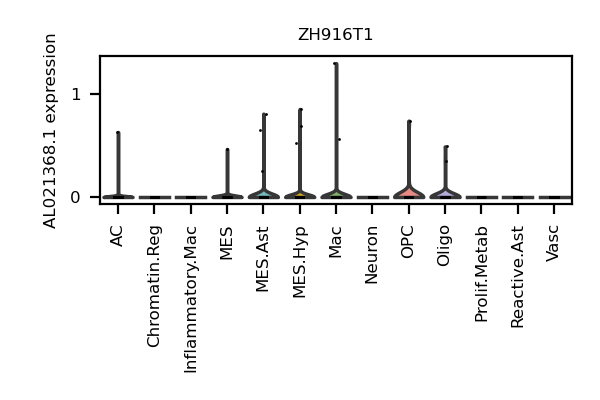 ZH916T1
AL021368.1 expression
1
0
AC
Chromatin.Reg
Inflammatory.Mac
MES
MES.Ast
MES.Hyp
Mac
Neuron
OPC
Oligo
Prolif.Metab
Reactive.Ast
Vasc